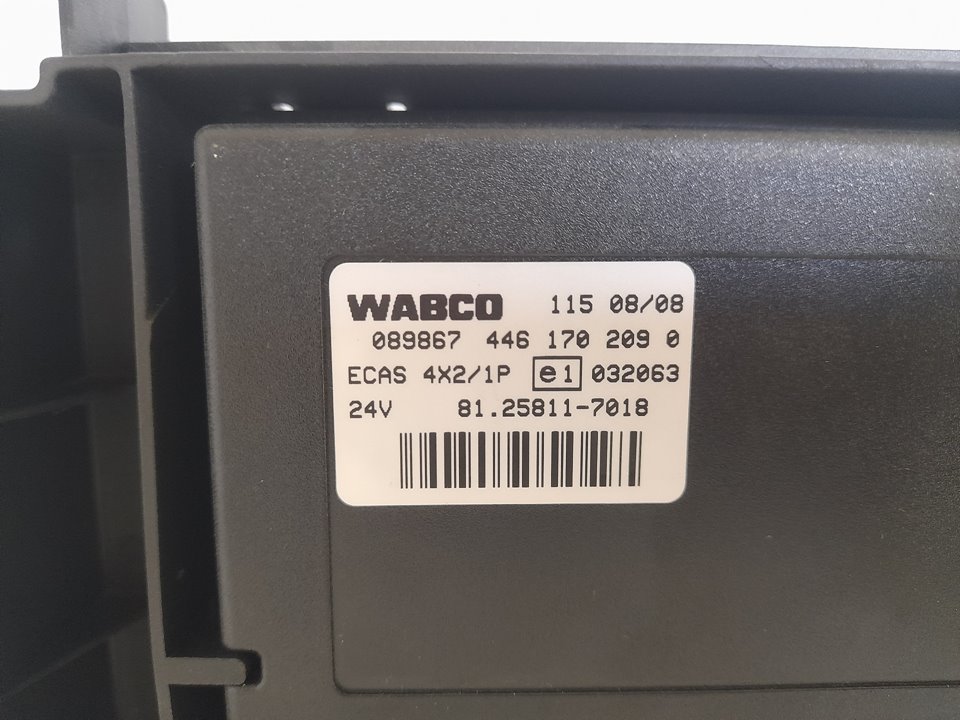 WABCO 115 08/08
089867 446 170 209 0
ECAS 4X2/1P e1 032063
24V 81.25811-7018